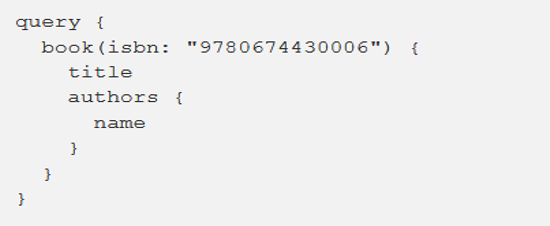 query {
  book(isbn: "9780674430006") {
    title
    authors {
      name
    }
  }
}